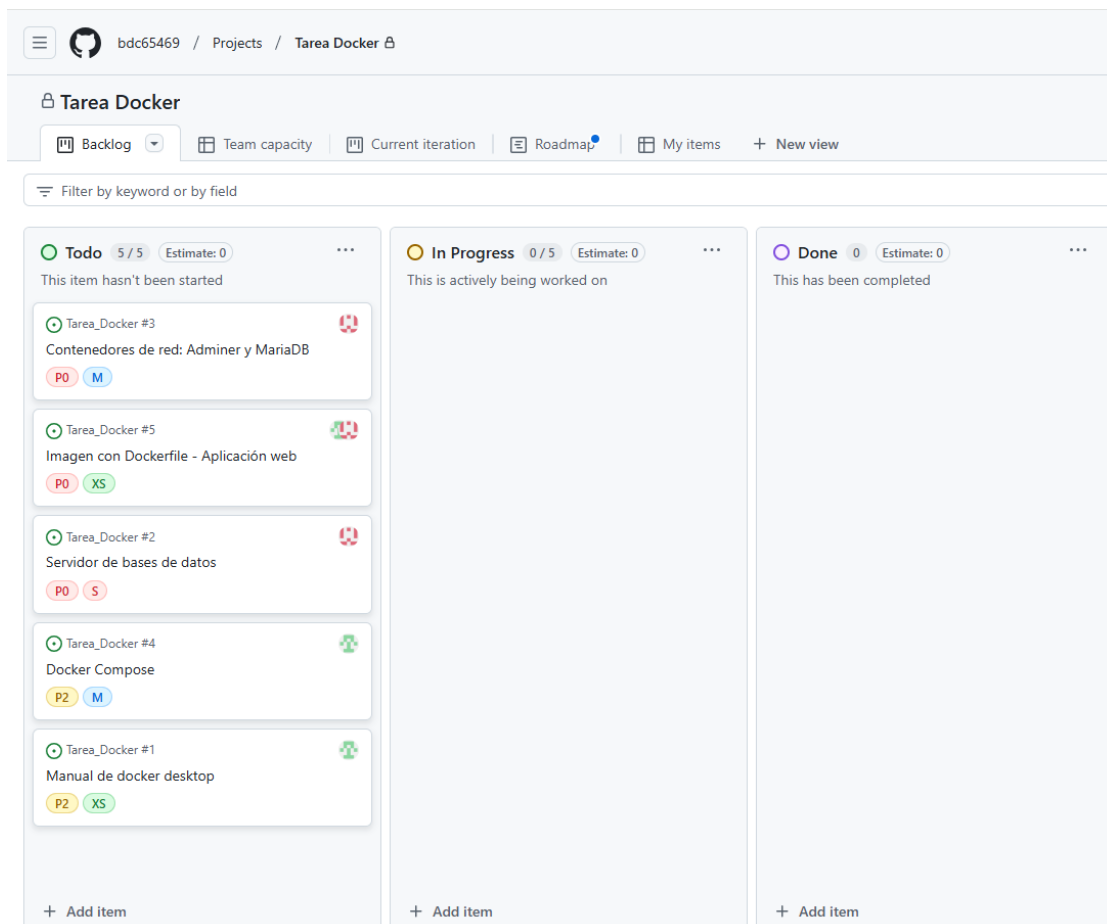 bdc65469 / Projects / Tarea Docker
Tarea Docker
Backlog Team capacity Current iteration Roadmap My items + New view
Filter by keyword or by field
Todo 5 / 5 Estimate: 0
This item hasn't been started
Tarea_Docker #3
Contenedores de red: Adminer y MariaDB
P0 M
Tarea_Docker #5
Imagen con Dockerfile - Aplicación web
P0 XS
Tarea_Docker #2
Servidor de bases de datos
P0 S
Tarea_Docker #4
Docker Compose
P2 M
Tarea_Docker #1
Manual de docker desktop
P2 XS
+ Add item
In Progress 0 / 5 Estimate: 0
This is actively being worked on
+ Add item
Done 0 Estimate: 0
This has been completed
+ Add item